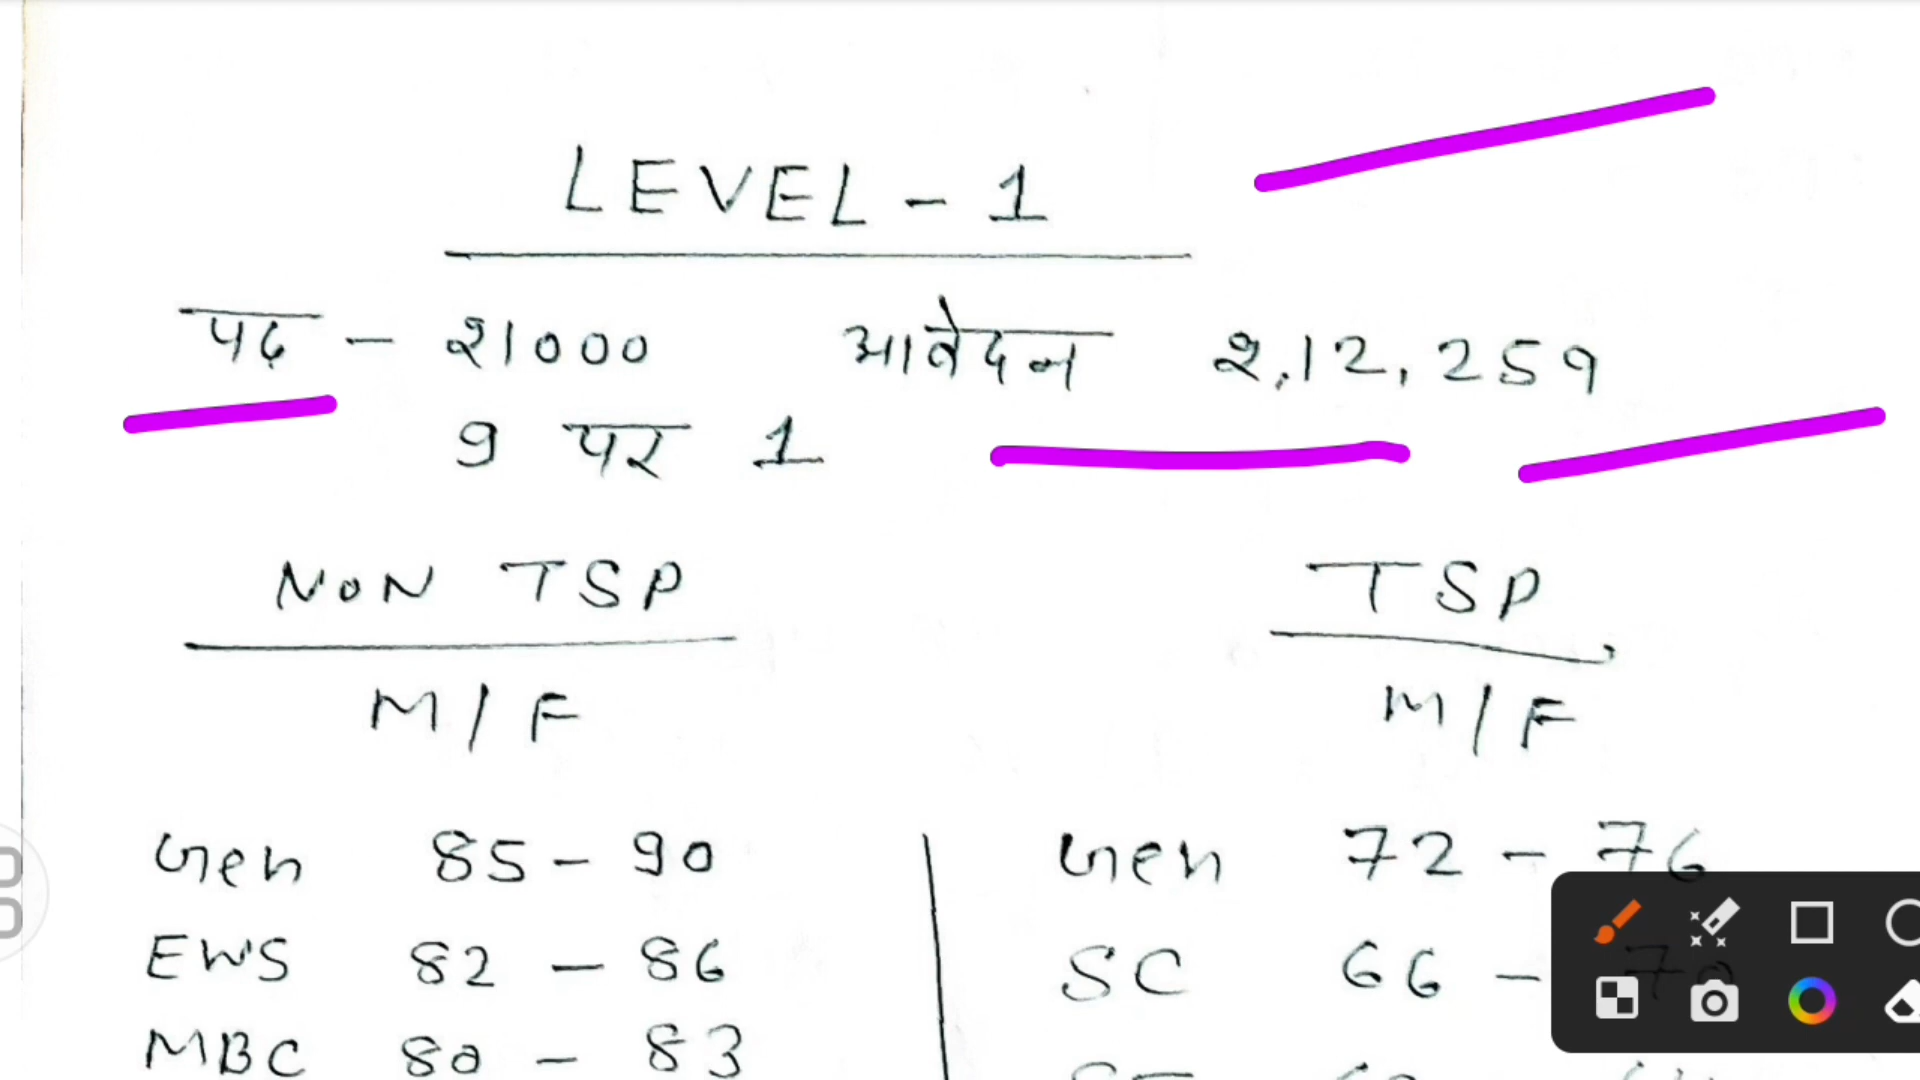 LEVEL - 1
पद - 21000 आवेदन 2,12,259
9 पर 1
NON TSP
M/F
Gen 85 - 90
EWS 82 - 86
MBC 80 - 83
TSP
M/F
Gen 72 - 76
SC 66 - 70